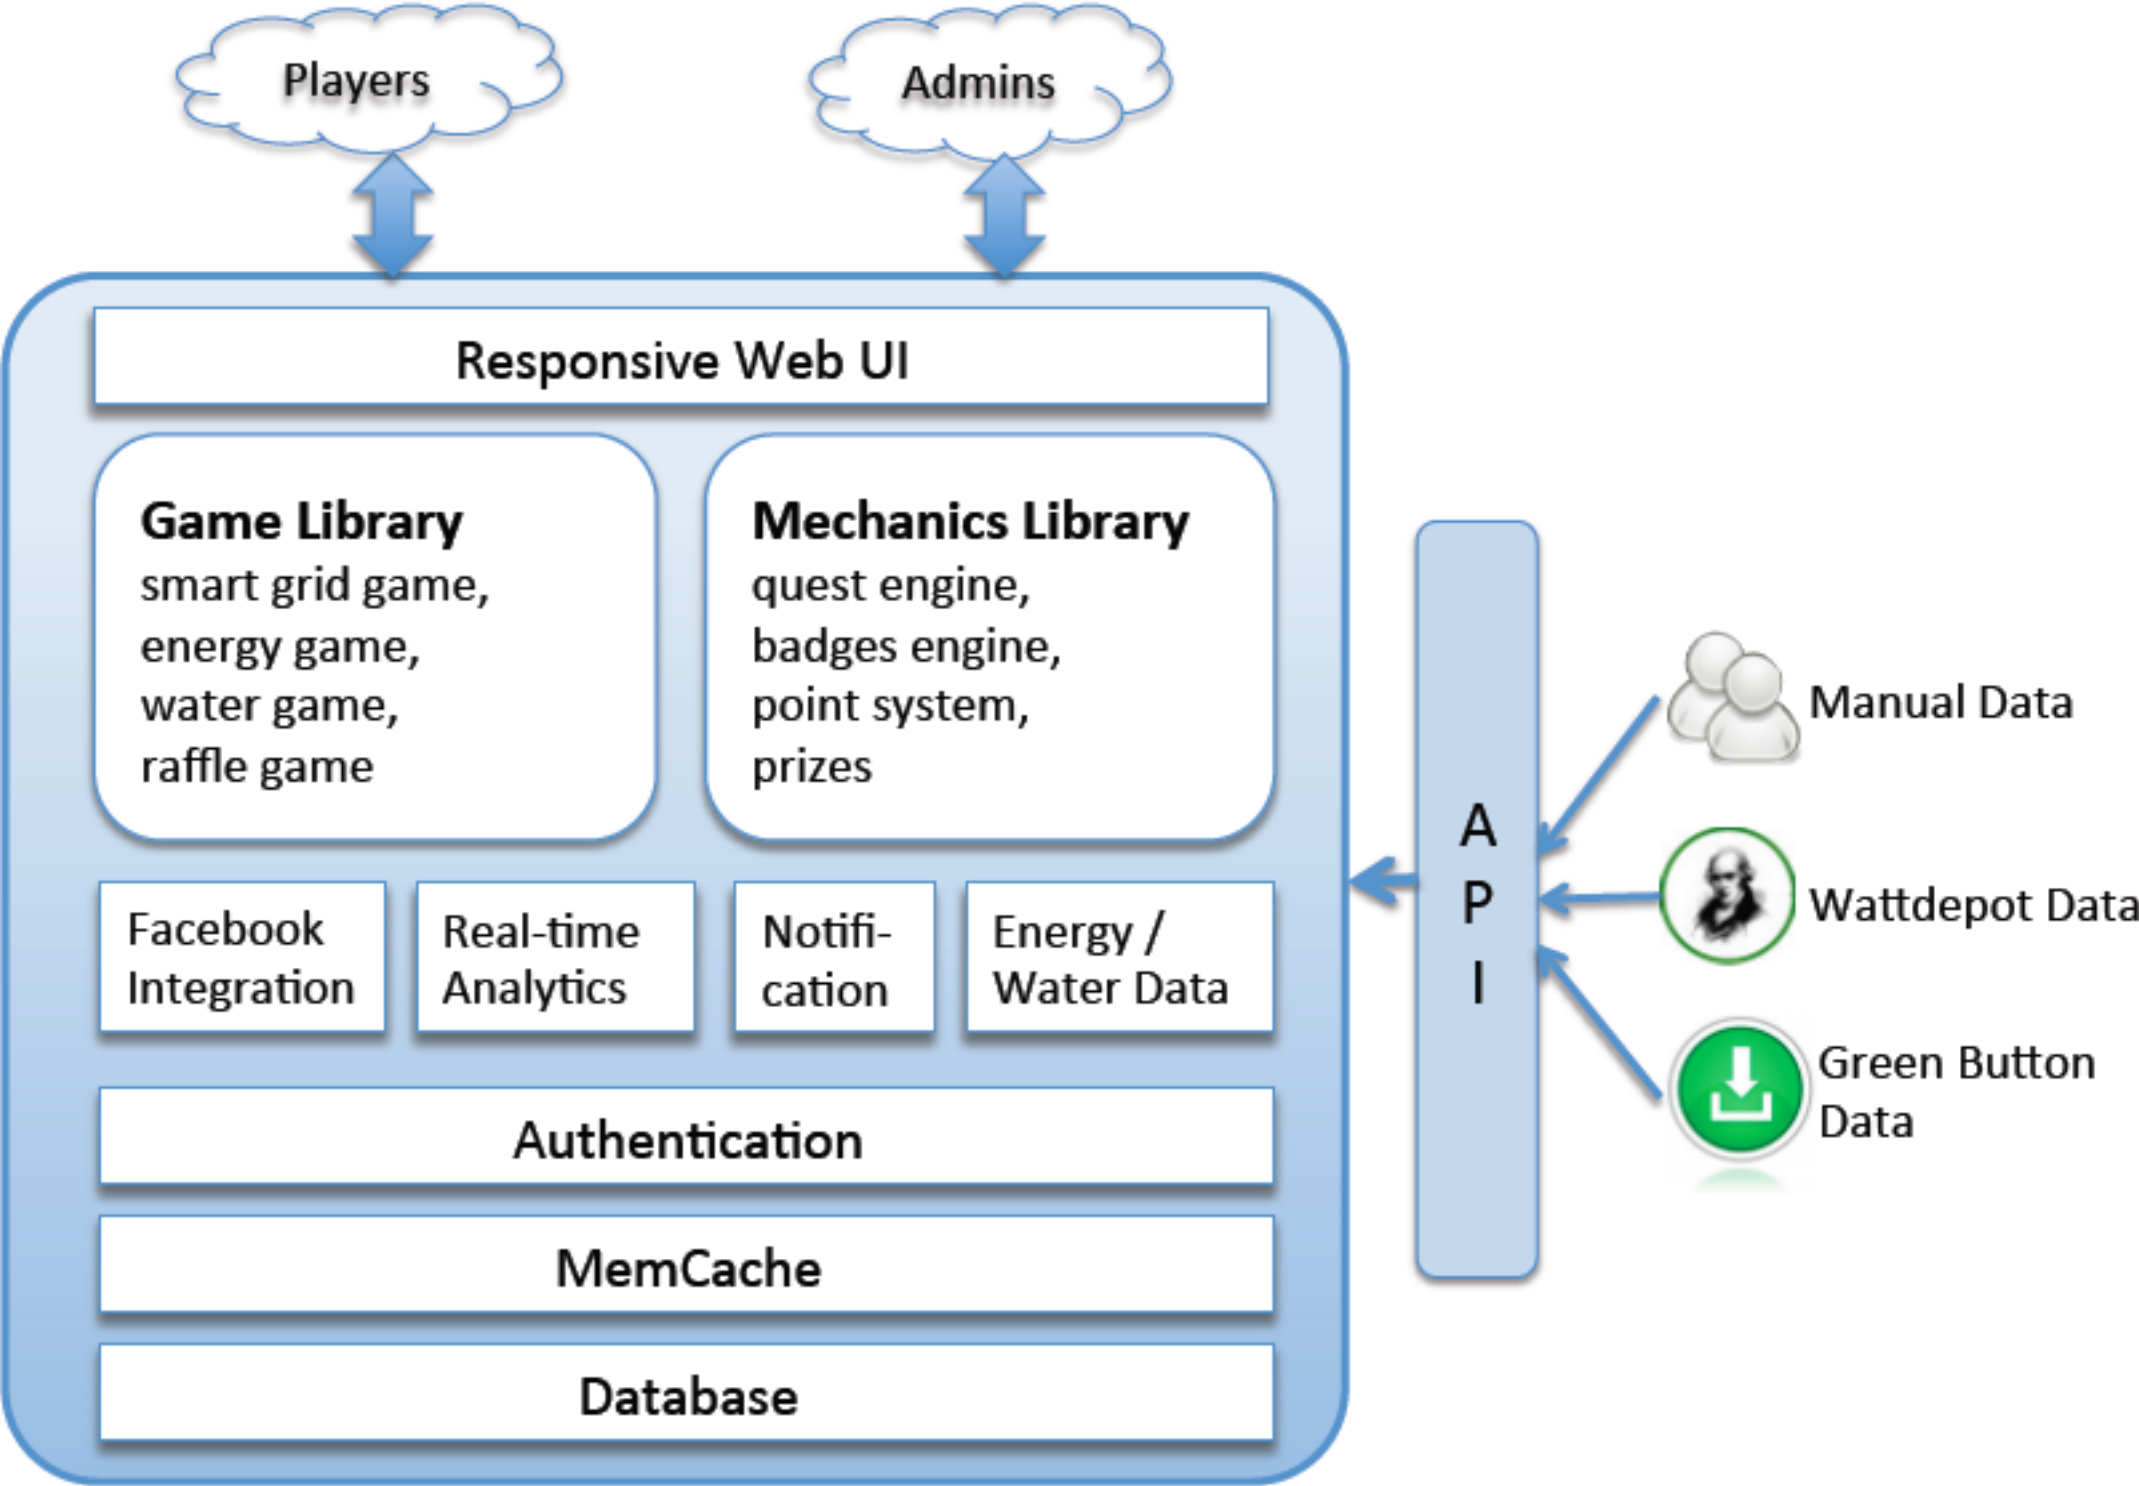 Players
Admins
Responsive Web UI
Game Library
smart grid game,
energy game,
water game,
raffle game
Mechanics Library
quest engine,
badges engine,
point system,
prizes
Facebook
Integration
Real-time
Analytics
Notifi-
cation
Energy /
Water Data
Authentication
MemCache
Database
A
P
I
Manual Data
Wattdepot Data
Green Button
Data